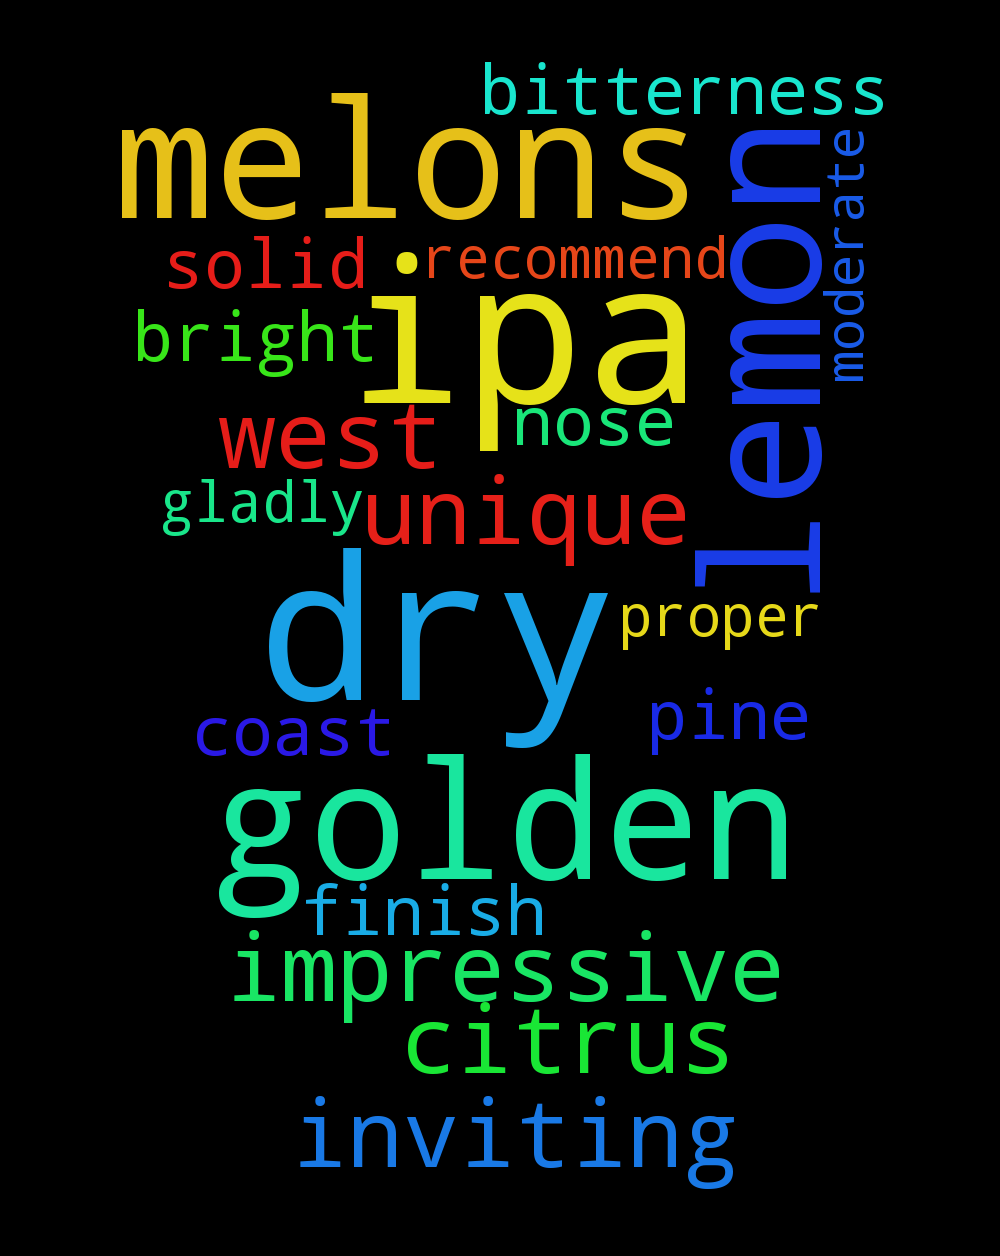 bitterness
melons
lemon
moderate
solid
recommend
ipa
bright
west
nose
gladly
unique
dry
proper
coast
pine
golden
finish
impressive
citrus
inviting